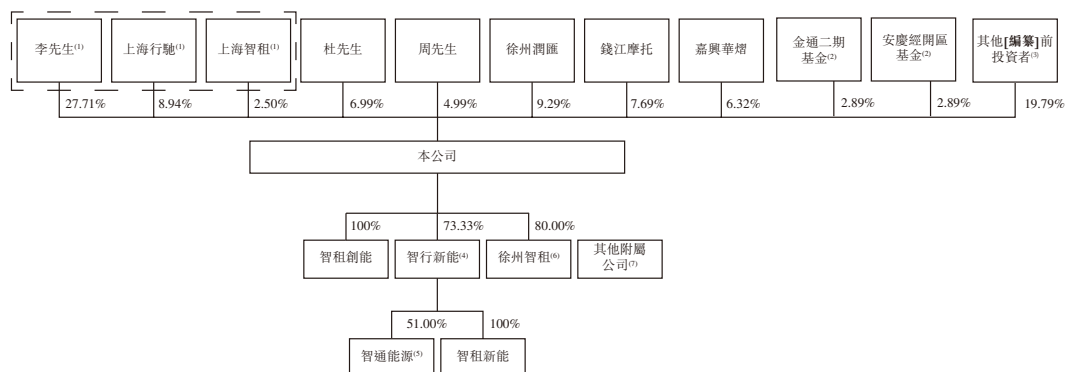 李先生(1)
上海行馳(1)
上海智租(1)
杜先生
周先生
徐州潤匯
錢江摩托
嘉興華熠
金通二期
基金(2)
安慶經開區
基金(2)
其他[編纂]前
投資者(3)
27.71%
8.94%
2.50%
6.99%
4.99%
9.29%
7.69%
6.32%
2.89%
2.89%
19.79%
本公司
100%
73.33%
80.00%
智租創能
智行新能(4)
徐州智租(6)
其他附屬
公司(7)
51.00%
100%
智通能源(5)
智租新能